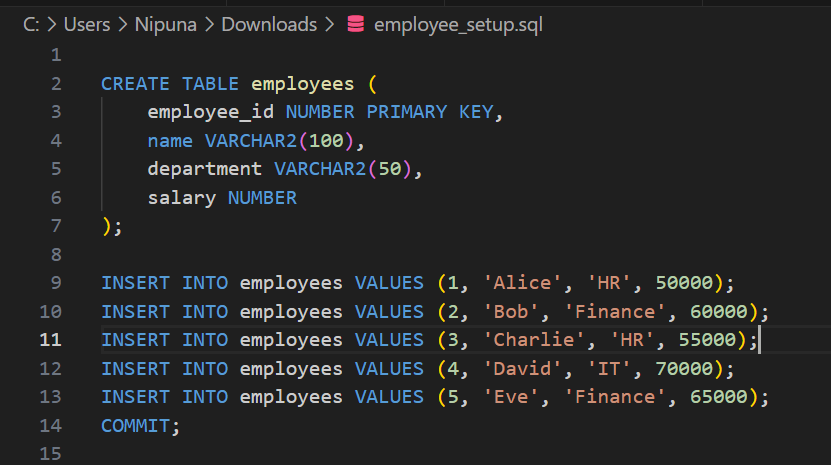 C: > Users > Nipuna > Downloads > employee_setup.sql
1
2 CREATE TABLE employees (
3     employee_id NUMBER PRIMARY KEY,
4     name VARCHAR2(100),
5     department VARCHAR2(50),
6     salary NUMBER
7 );
8
9 INSERT INTO employees VALUES (1, 'Alice', 'HR', 50000);
10 INSERT INTO employees VALUES (2, 'Bob', 'Finance', 60000);
11 INSERT INTO employees VALUES (3, 'Charlie', 'HR', 55000);
12 INSERT INTO employees VALUES (4, 'David', 'IT', 70000);
13 INSERT INTO employees VALUES (5, 'Eve', 'Finance', 65000);
14 COMMIT;
15